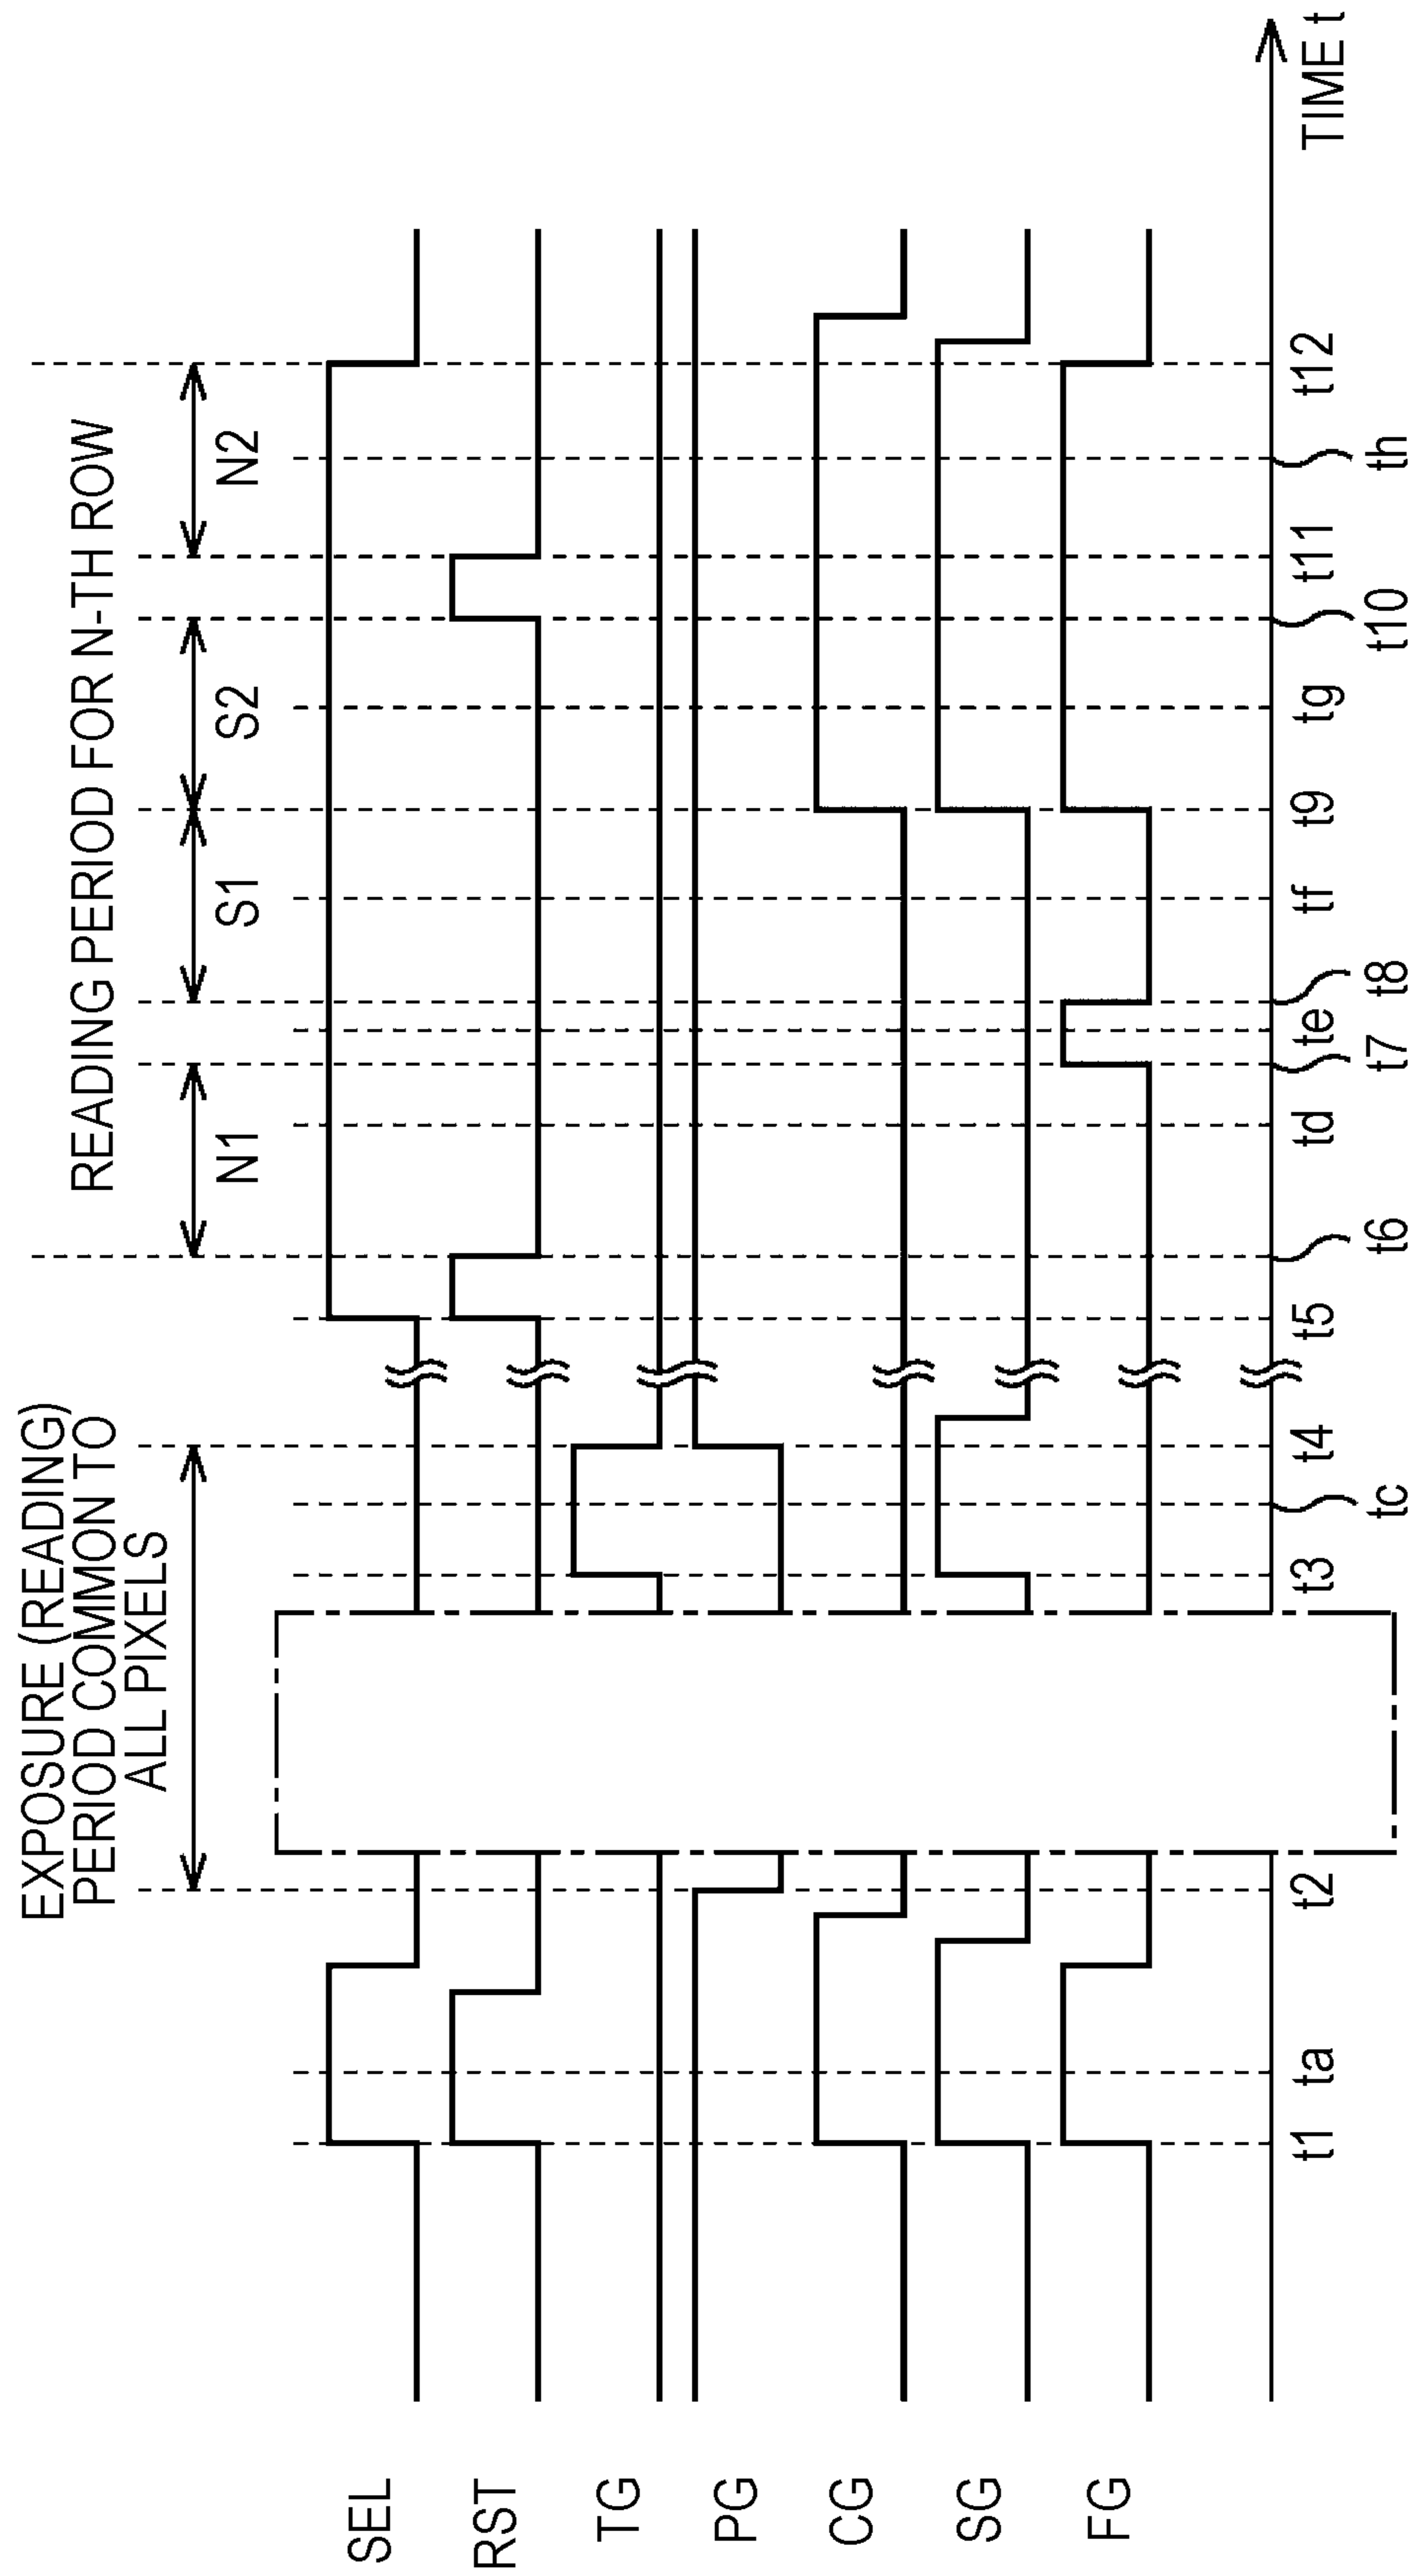 EXPOSURE (READING)
PERIOD COMMON TO
ALL PIXELS
READING PERIOD FOR N-TH ROW
N1
S1
S2
N2
SEL
RST
TG
PG
CG
SG
FG
t1
ta
t2
t3
tc
t4
t5
t6
td
t7
te
t8
tf
t9
tg
t10
t11
th
t12
TIME t